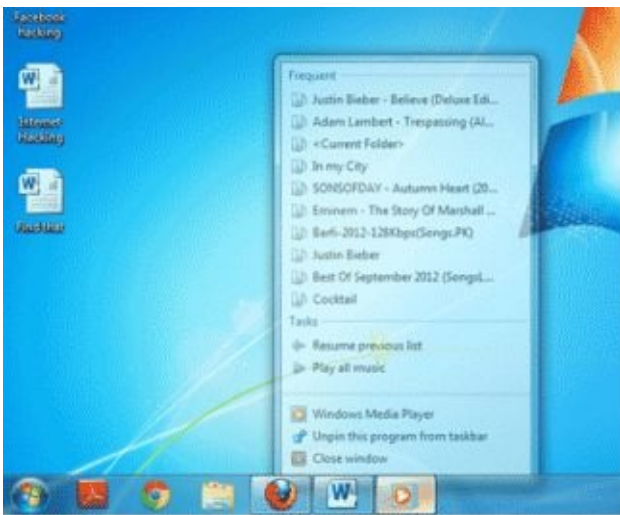 Facebook
Hacking
Internet
Hacking
Find that
Frequent
Justin Bieber - Believe (Deluxe Edi...
Adam Lambert - Trespassing (Al...
<Current Folder>
In my City
SONSOFDAY - Autumn Heart (20...
Eminem - The Story Of Marshall ...
Barfi-2012-128Kbps(Songs.PK)
Justin Bieber
Best Of September 2012 (SongsL...
Cocktail
Tasks
Resume previous list
Play all music
Windows Media Player
Unpin this program from taskbar
Close window